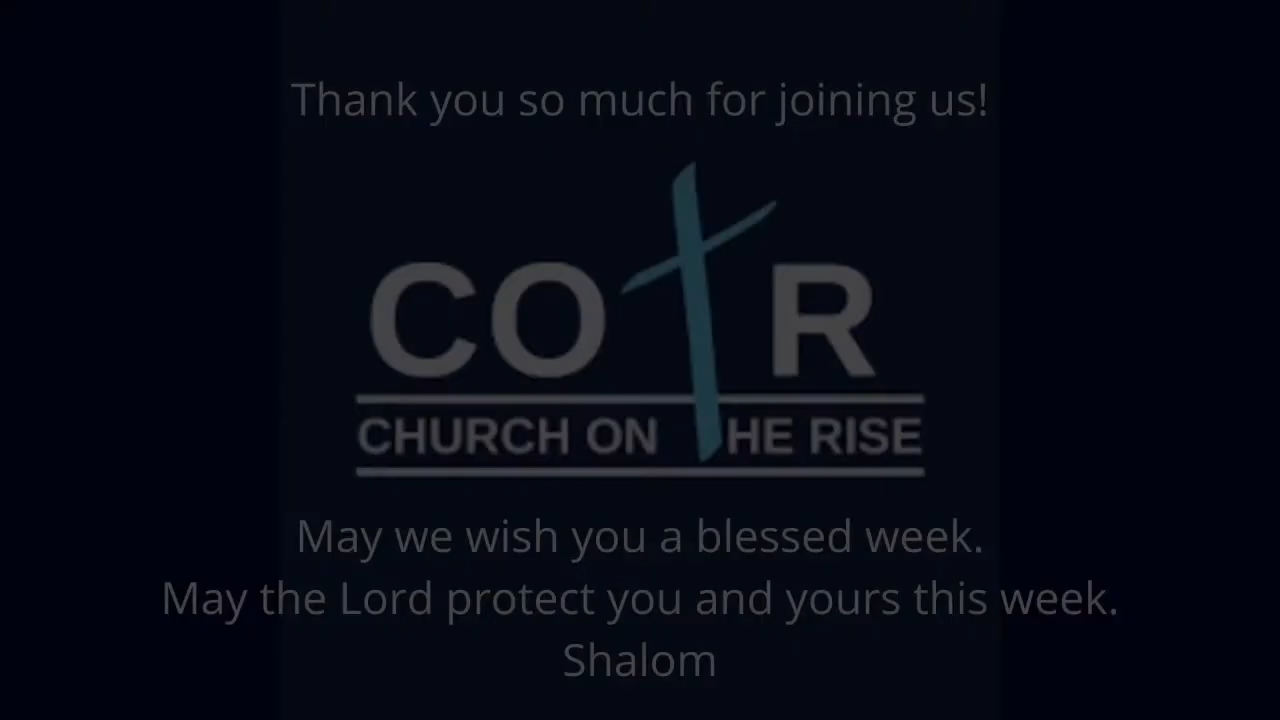 Thank you so much for joining us!
CO R
CHURCH ON HE RISE
May we wish you a blessed week.
May the Lord protect you and yours this week.
Shalom